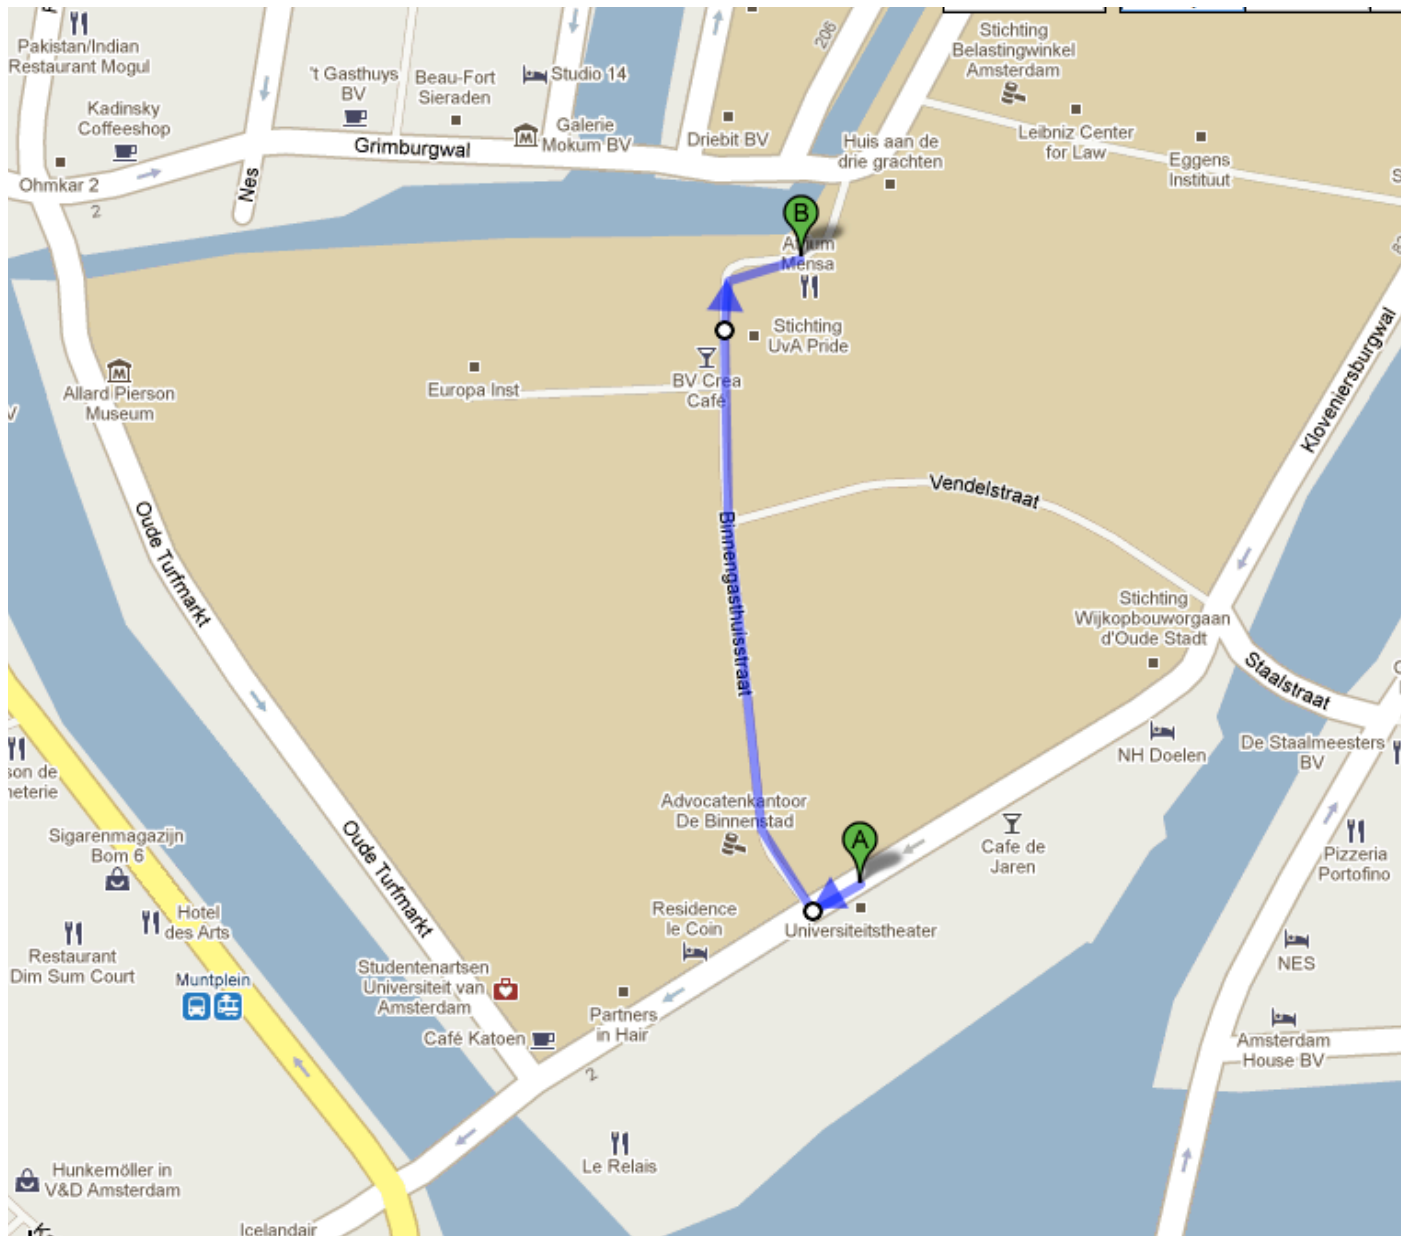 206
Stichting
Belastingwinkel
Amsterdam
Pakistan/Indian
Restaurant Mogul
't Gasthuys
BV
Beau-Fort
Sieraden
Studio 14
Kadinsky
Coffeeshop
Galerie
Mokum BV
Driebit BV
Huis aan de
drie grachten
Leibniz Center
for Law
Eggens
Instituut
Grimburgwal
Ohmkar 2
2
Nes
B
Atrium
Mensa
Stichting
UvA Pride
BV Crea
Café
Europa Inst
Allard Pierson
Museum
Kloveniersburgwal
Vendelstraat
Oude Turfmarkt
Binnengasthuisstraat
Stichting
Wijkopbouworgaan
d'Oude Stadt
Staalstraat
NH Doelen
De Staalmeesters
BV
son de
Sigarenmagazijn
Bom 6
Advocatenkantoor
De Binnenstad
A
Cafe de
Jaren
Pizzeria
Portofino
Oude Turfmarkt
Hotel
des Arts
Residence
le Coin
Universiteitstheater
Restaurant
Dim Sum Court
NES
Muntplein
Studentenartsen
Universiteit van
Amsterdam
Partners
in Hair
Café Katoen
Amsterdam
House BV
2
Le Relais
Hunkemöller in
V&D Amsterdam
Icelandair